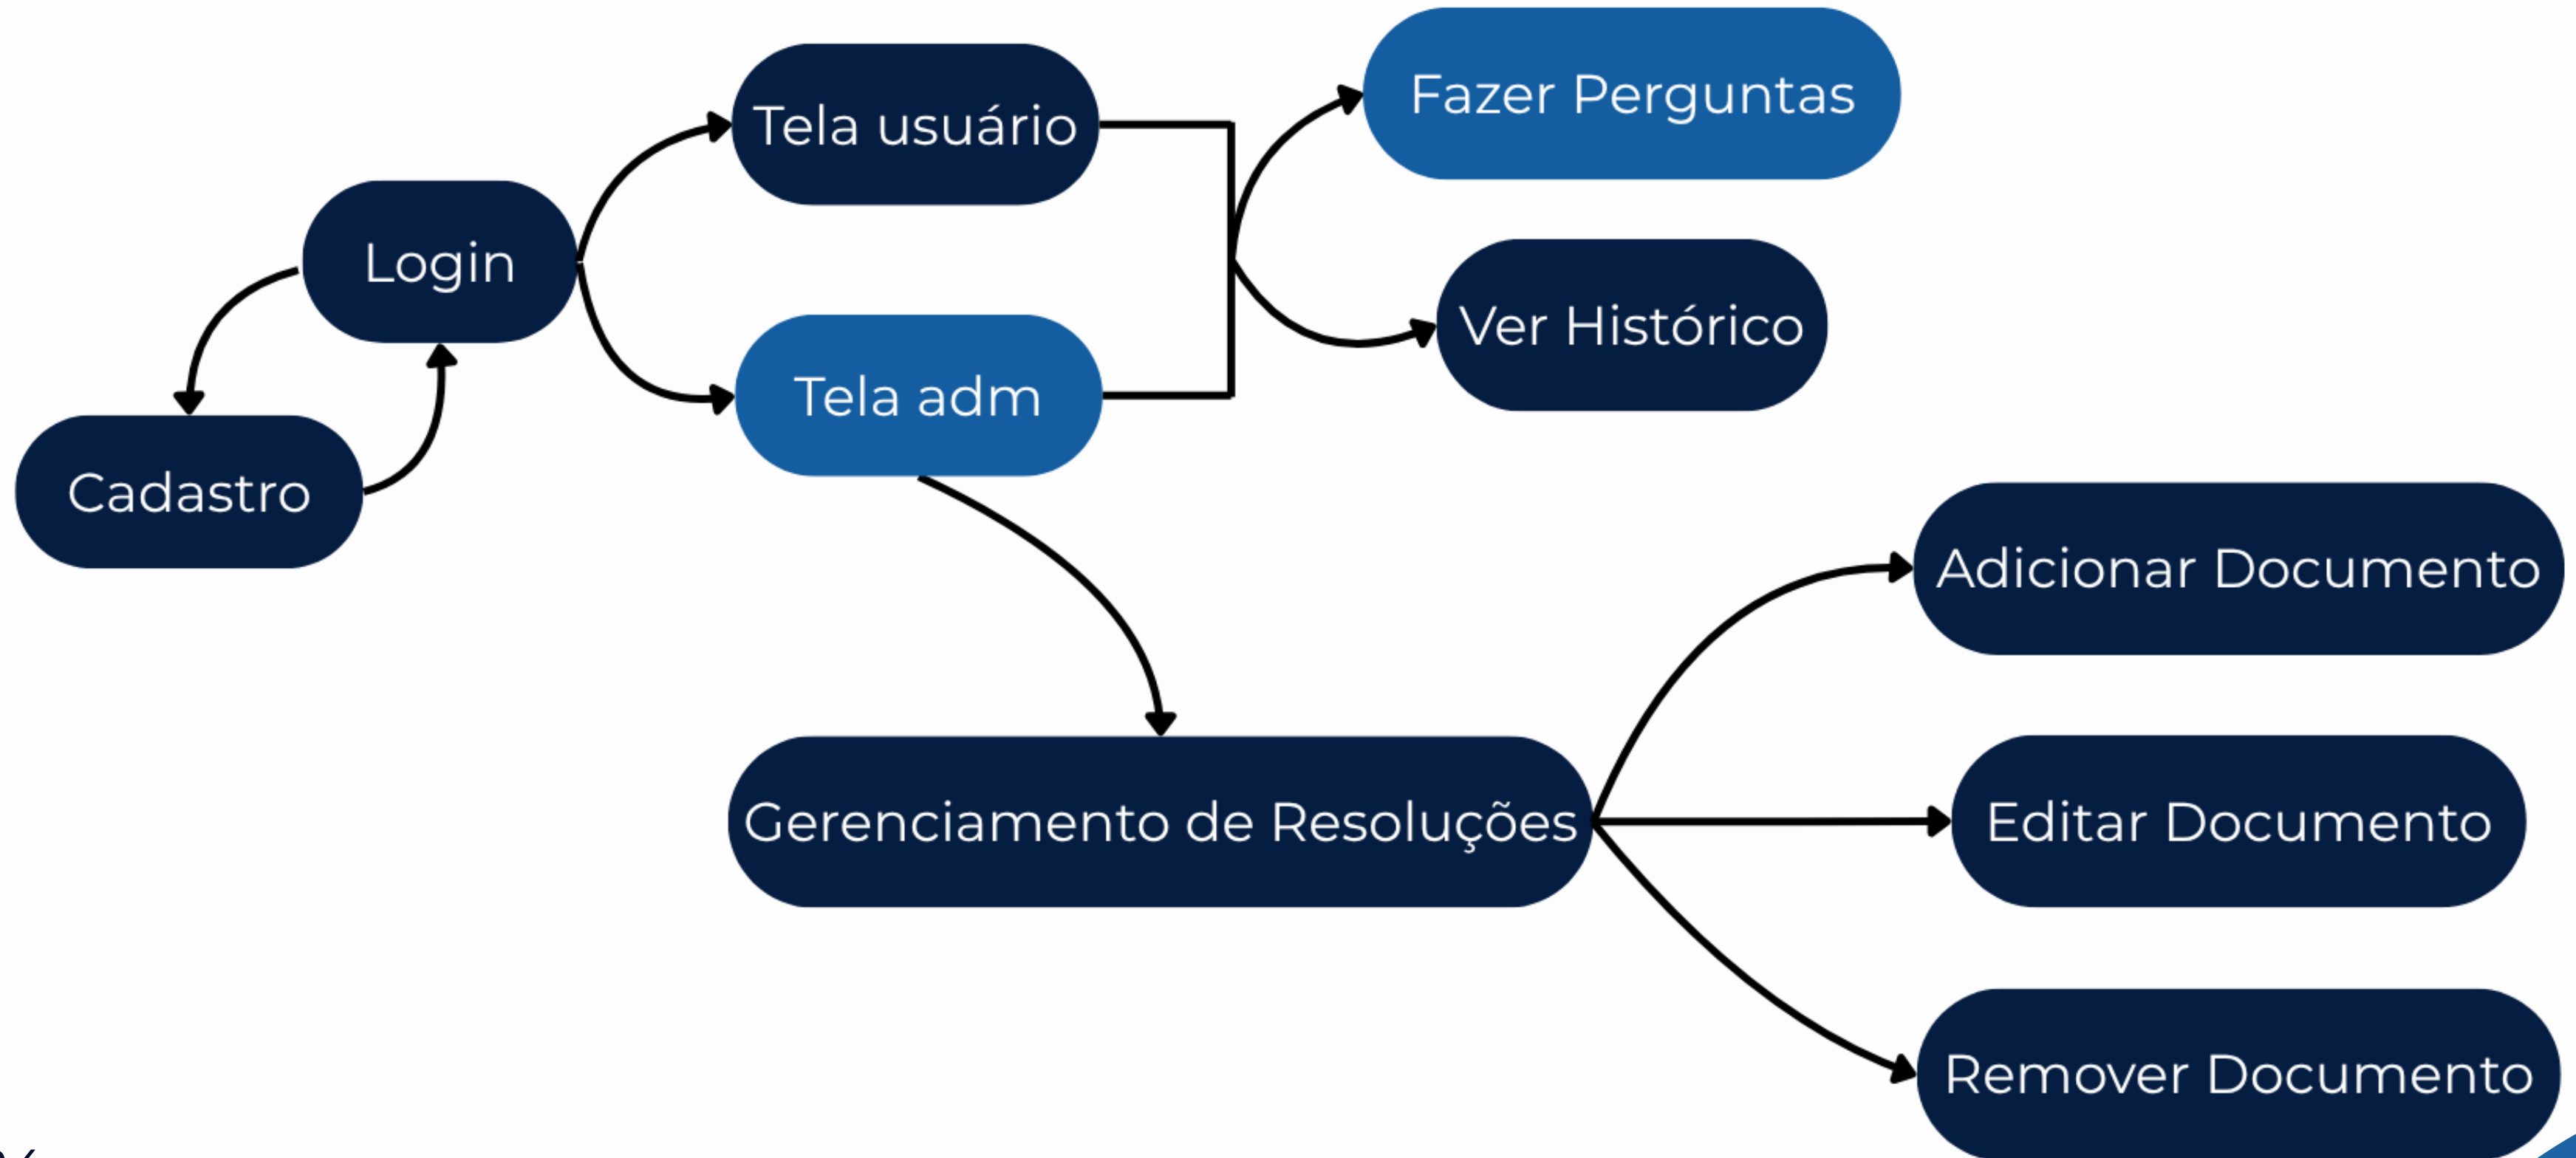 Tela usuário
Fazer Perguntas
Login
Ver Histórico
Tela adm
Cadastro
Adicionar Documento
Gerenciamento de Resoluções
Editar Documento
Remover Documento